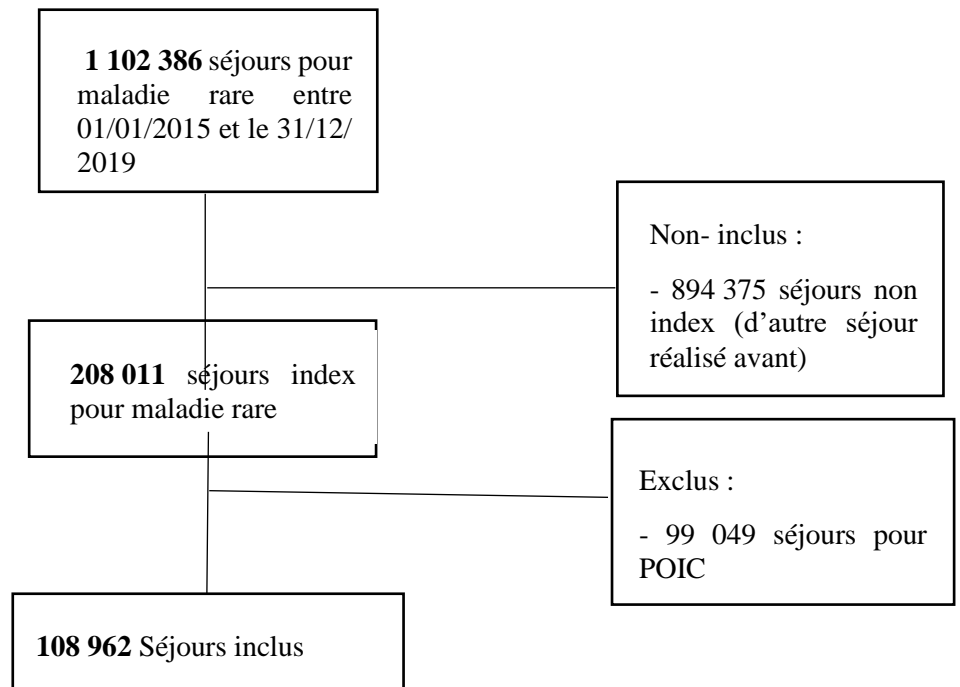 1 102 386 séjours pour
maladie rare entre
01/01/2015 et le 31/12/
2019
Non- inclus :
- 894 375 séjours non
index (d’autre séjour
réalisé avant)
208 011 séjours index
pour maladie rare
Exclus :
- 99 049 séjours pour
POIC
108 962 Séjours inclus